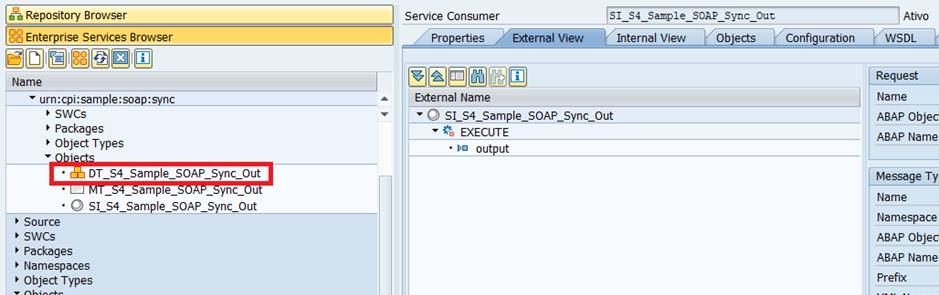 Repository Browser
Enterprise Services Browser
Name
urn:cpi:sample:soap:sync
SWCs
Packages
Object Types
Objects
DT_S4_Sample_SOAP_Sync_Out
MT_S4_Sample_SOAP_Sync_Out
SI_S4_Sample_SOAP_Sync_Out
Source
SWCs
Packages
Namespaces
Object Types
Objects
Service Consumer SI_S4_Sample_SOAP_Sync_Out Ativo
Properties External View Internal View Objects Configuration WSDL
External Name
SI_S4_Sample_SOAP_Sync_Out
EXECUTE
output
Request
Name
ABAP Objec
ABAP Name
Message Ty
Name
Namespace
ABAP Objec
ABAP Name
Prefix